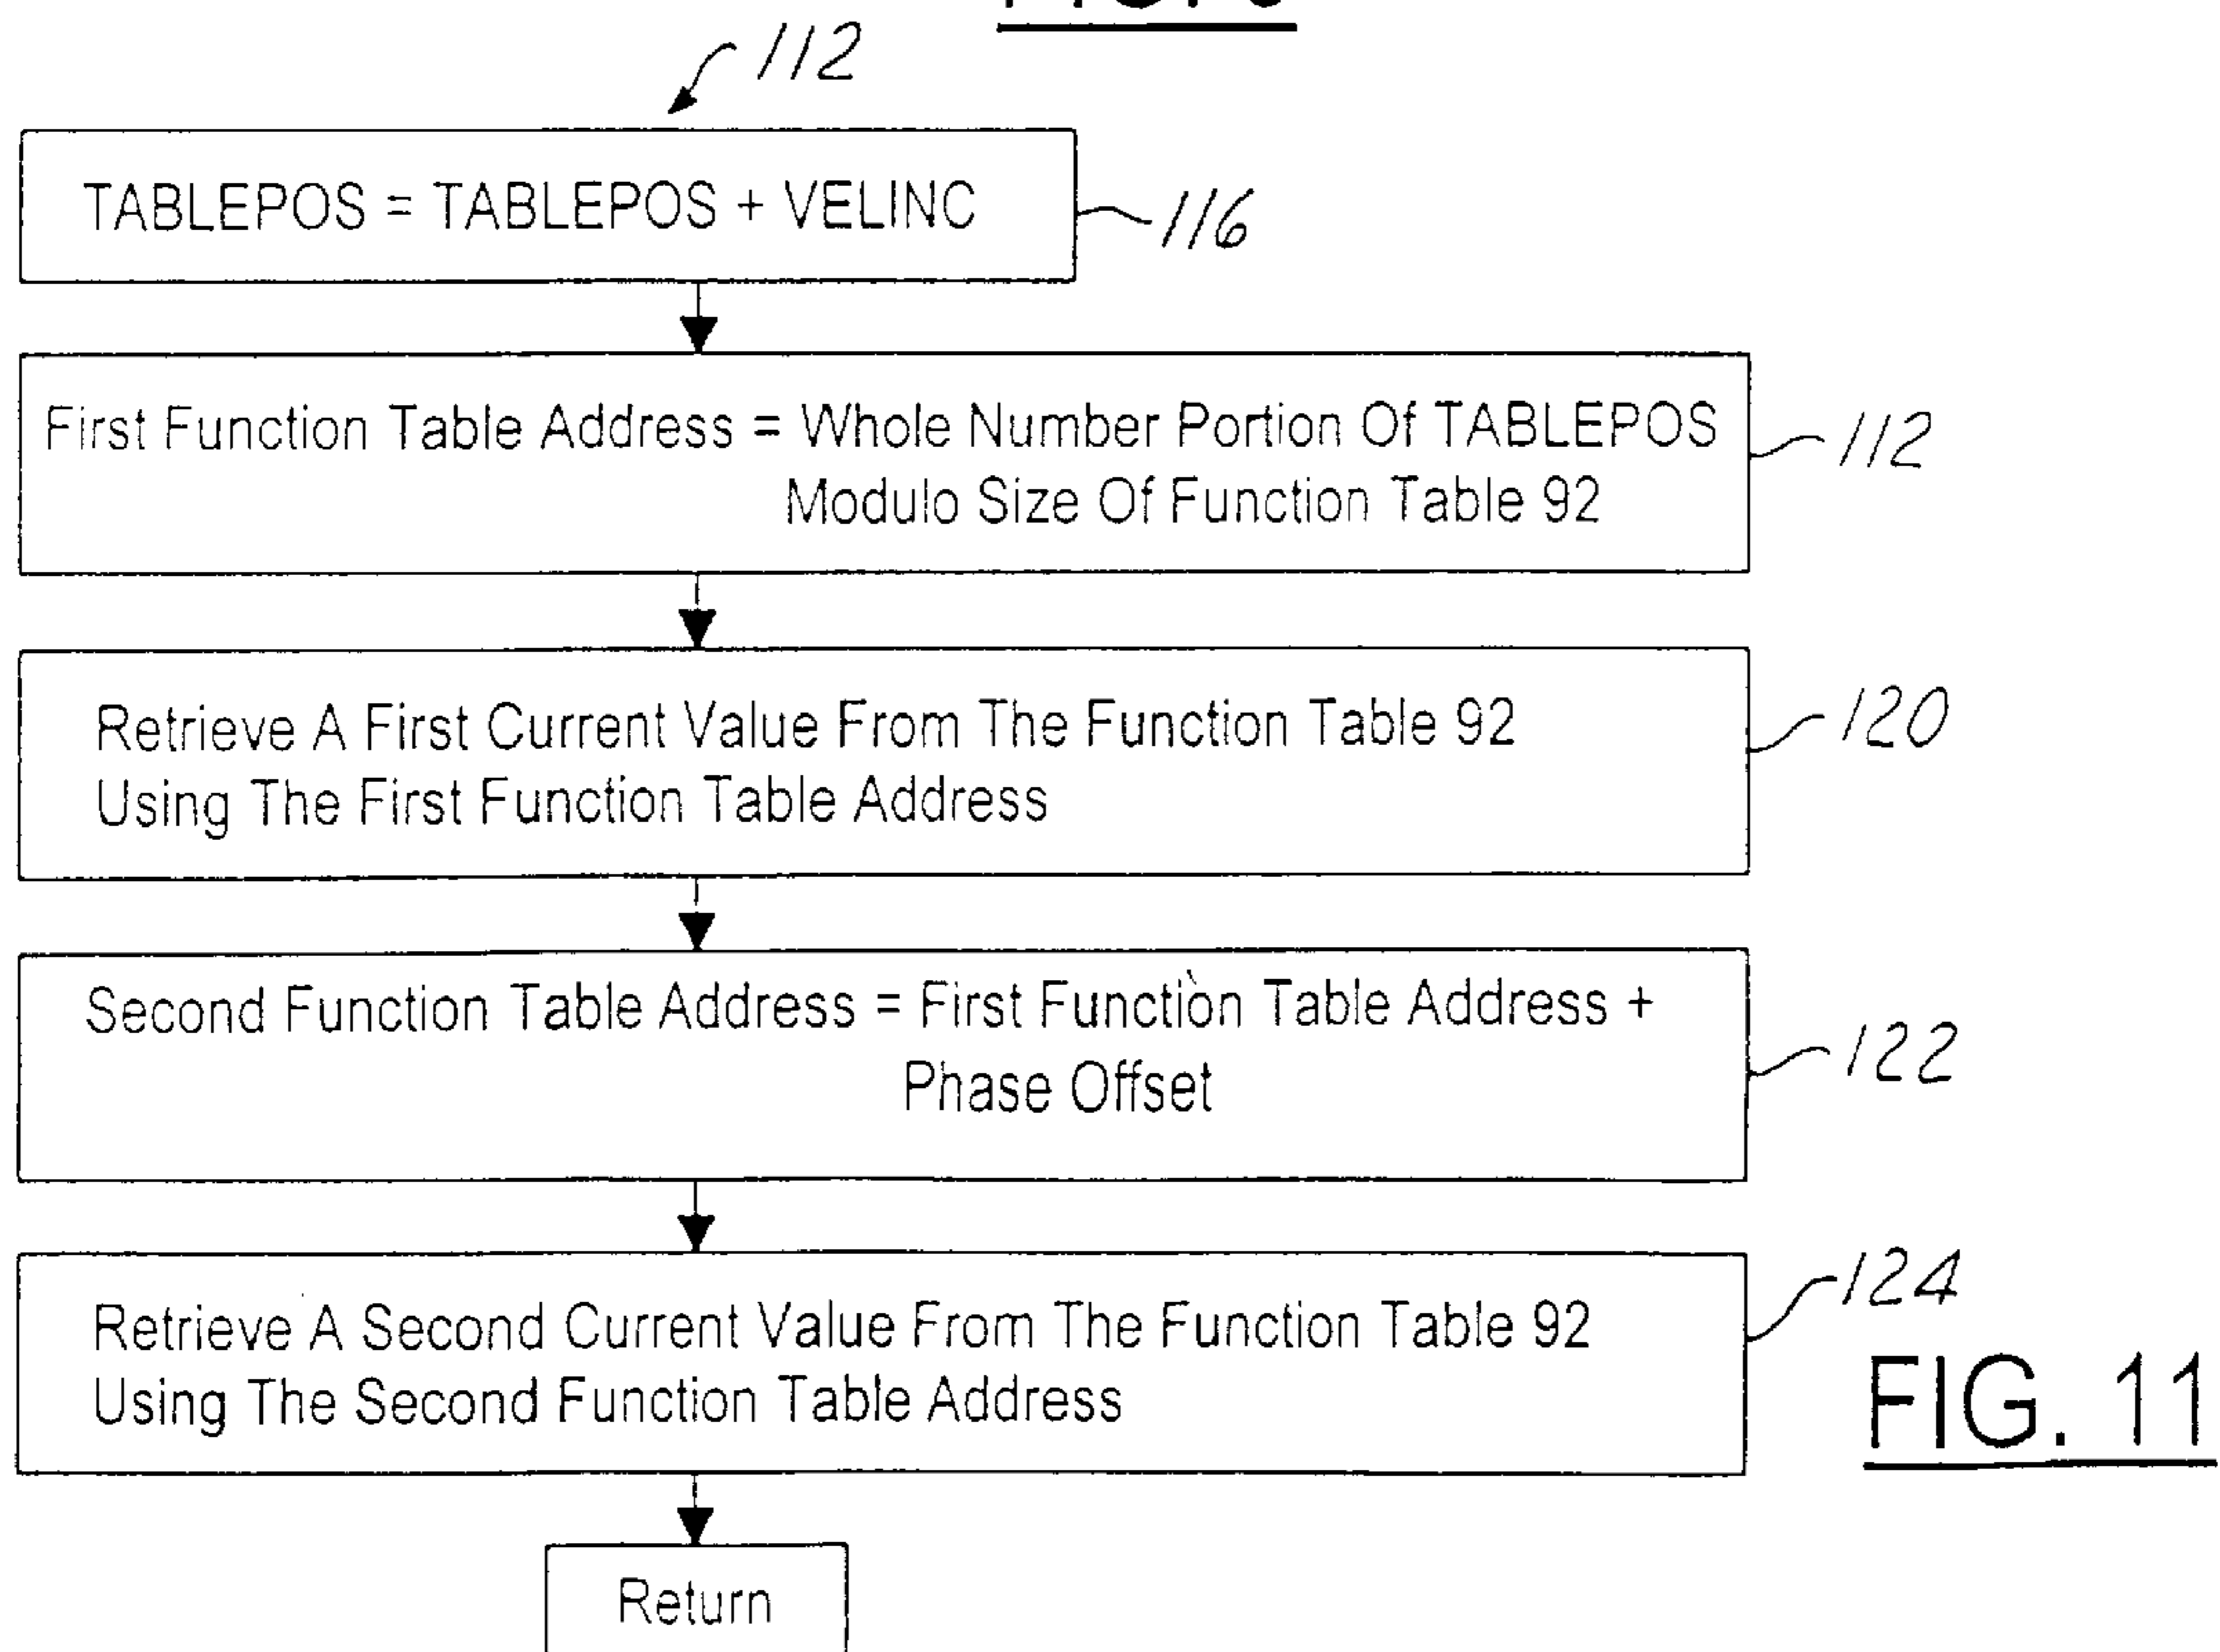 112
TABLEPOS = TABLEPOS + VELINC
116
First Function Table Address = Whole Number Portion Of TABLEPOS
Modulo Size Of Function Table 92
112
Retrieve A First Current Value From The Function Table 92
Using The First Function Table Address
120
Second Function Table Address = First Function Table Address +
Phase Offset
122
Retrieve A Second Current Value From The Function Table 92
Using The Second Function Table Address
124
FIG. 11
Return